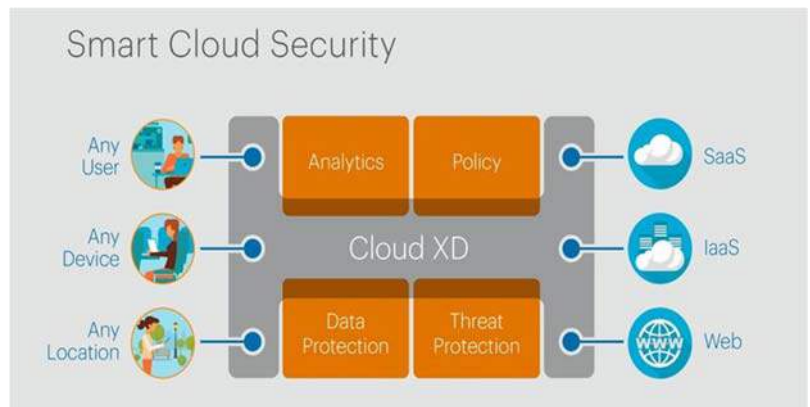 Smart Cloud Security
Any
User
Analytics
Policy
SaaS
Any
Device
Cloud XD
IaaS
Any
Location
Data
Protection
Threat
Protection
www
Web